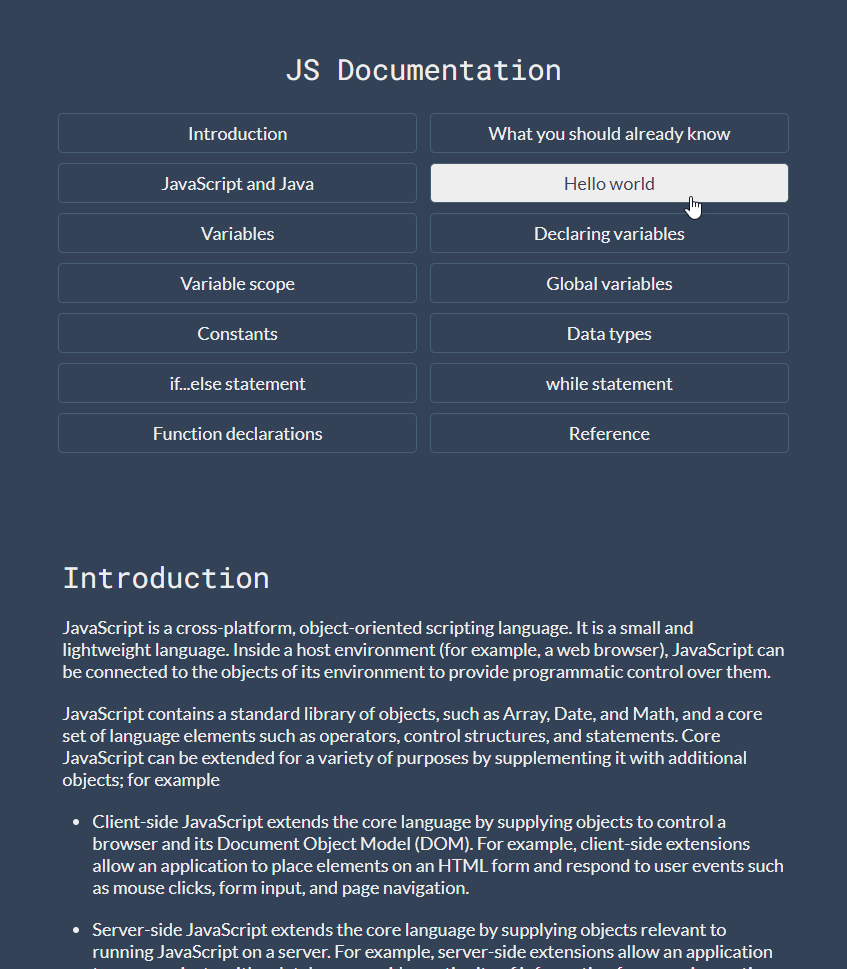 JS Documentation
Introduction
What you should already know
JavaScript and Java
Hello world
Variables
Declaring variables
Variable scope
Global variables
Constants
Data types
if...else statement
while statement
Function declarations
Reference
Introduction
JavaScript is a cross-platform, object-oriented scripting language. It is a small and
lightweight language. Inside a host environment (for example, a web browser), JavaScript can
be connected to the objects of its environment to provide programmatic control over them.
JavaScript contains a standard library of objects, such as Array, Date, and Math, and a core
set of language elements such as operators, control structures, and statements. Core
JavaScript can be extended for a variety of purposes by supplementing it with additional
objects; for example
• Client-side JavaScript extends the core language by supplying objects to control a
browser and its Document Object Model (DOM). For example, client-side extensions
allow an application to place elements on an HTML form and respond to user events such
as mouse clicks, form input, and page navigation.
• Server-side JavaScript extends the core language by supplying objects relevant to
running JavaScript on a server. For example, server-side extensions allow an application